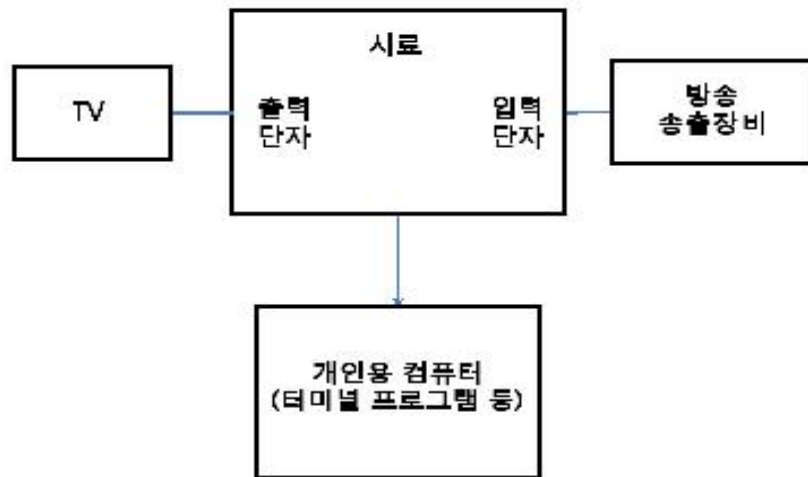 시료
TV
출력
단자
입력
단자
방송
송출장비
개인용 컴퓨터
(터미널 프로그램 등)